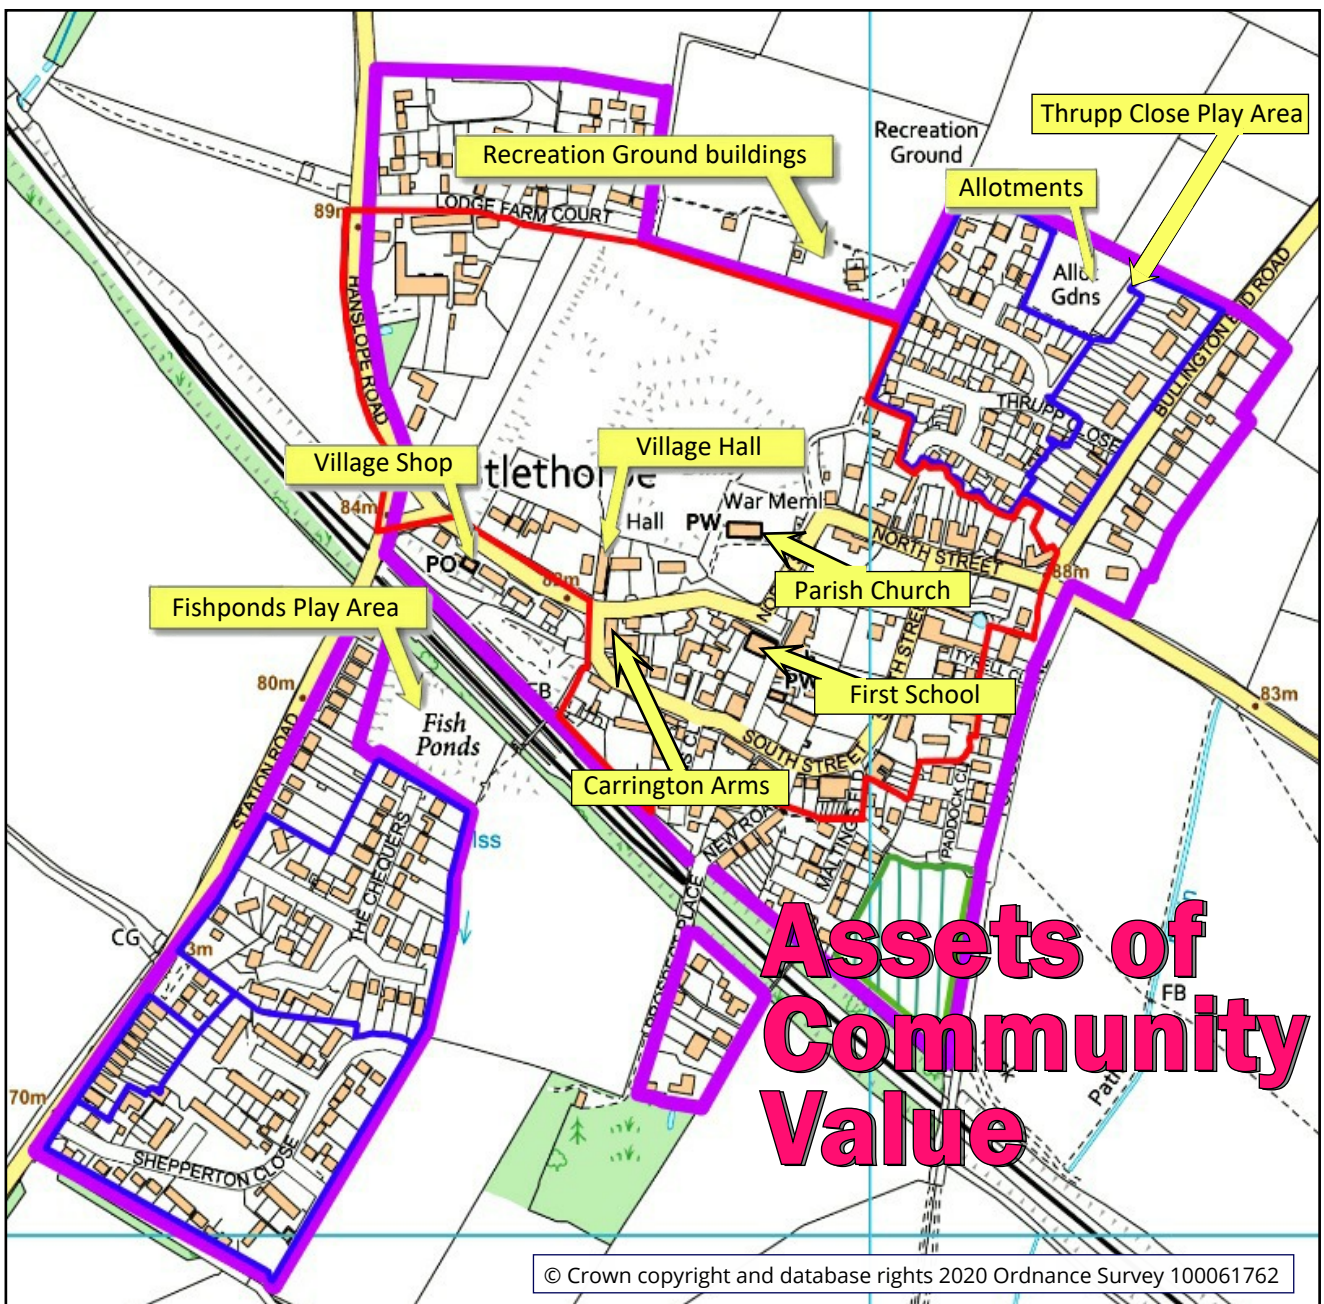 Thrupp Close Play Area
Recreation
Ground
Recreation Ground buildings
Allotments
LODGE FARM COURT
89m
Gdns
HANSLOPE ROAD
BULLINGTON END ROAD
THRUPP CLOSE
Village Hall
Village Shop
War Meml
84m
Hall
PW
NORTH STREET
PO
88m
Parish Church
Fishponds Play Area
First School
80m
83m
Fish
Ponds
STATION ROAD
SOUTH STREET
Carrington Arms
NEW ROAD
PADDOCK CL
THE CHEQUERS
Iss
CG
Assets of
FB
Community
70m
Value
SHEPPERTON CLOSE
© Crown copyright and database rights 2020 Ordnance Survey 100061762